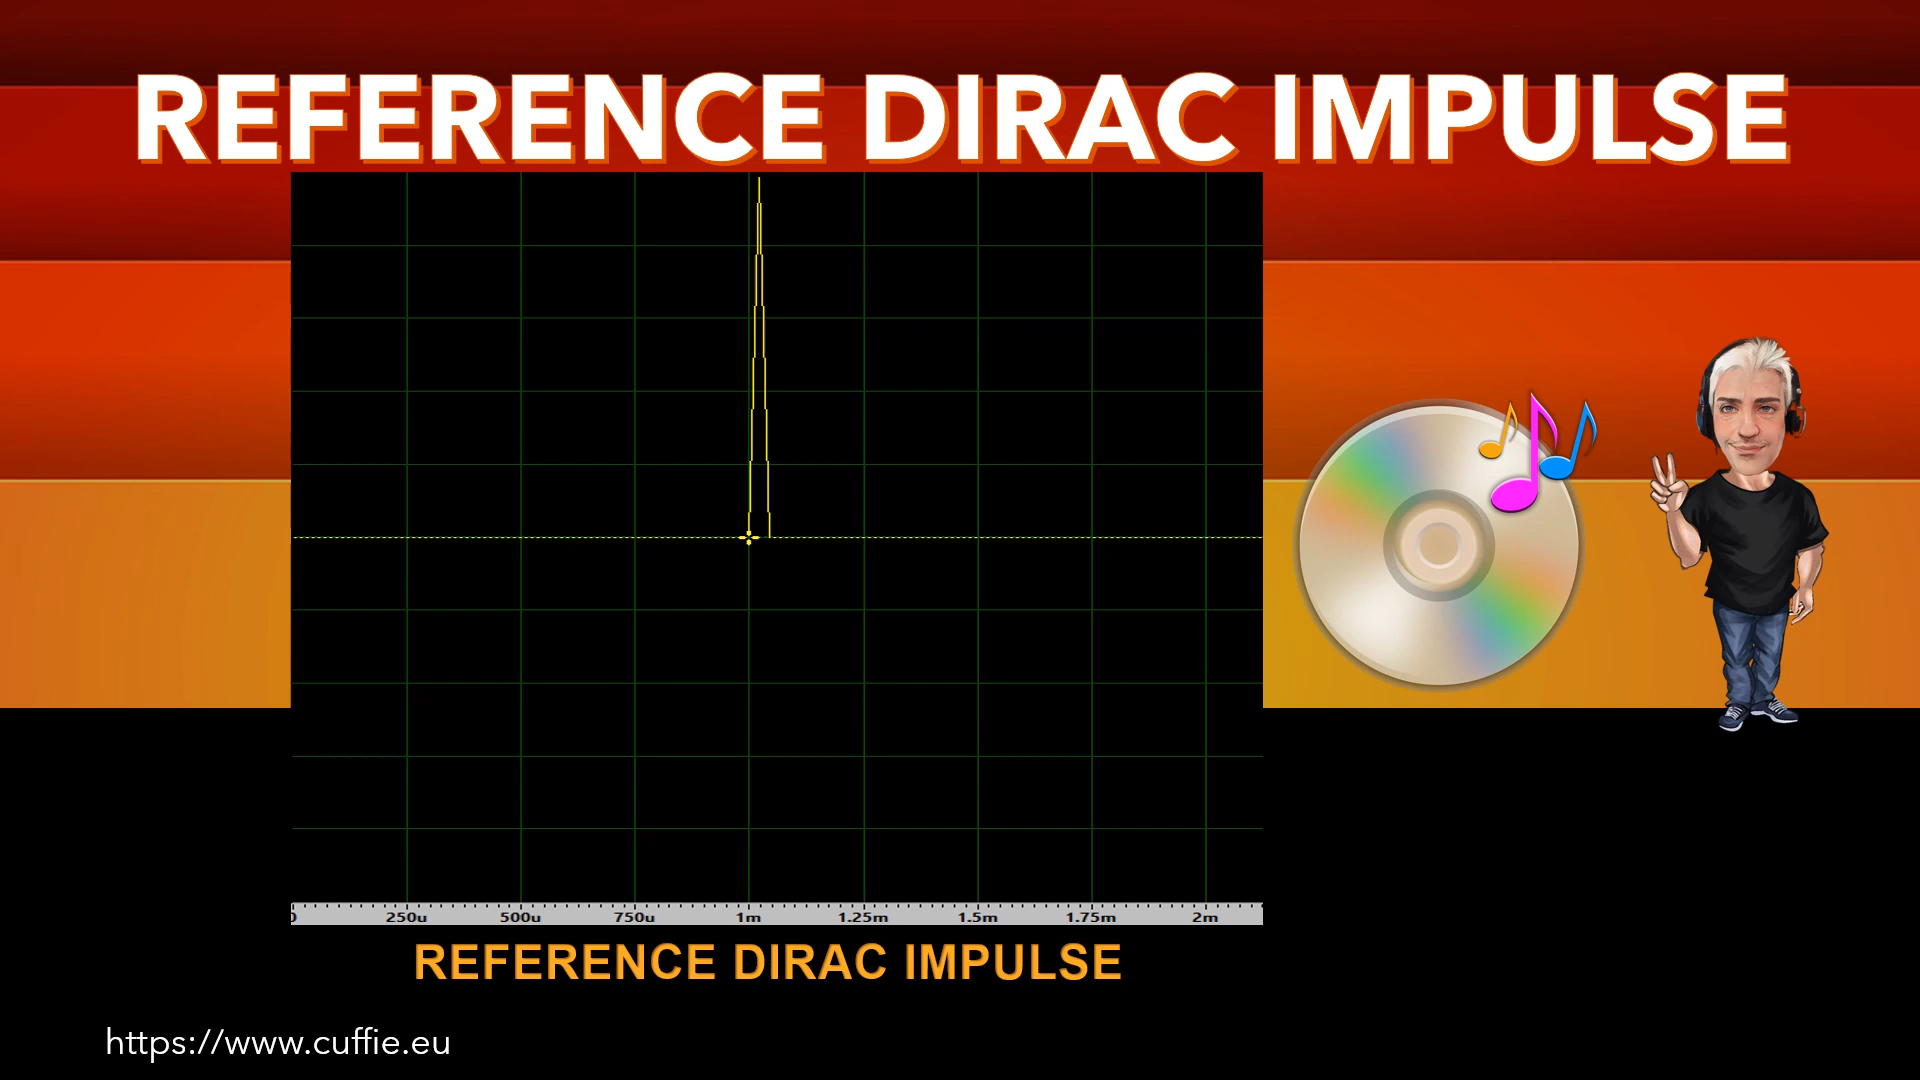 REFERENCE DIRAC IMPULSE
0 250u 500u 750u 1m 1.25m 1.5m 1.75m 2m
REFERENCE DIRAC IMPULSE
https://www.cuffie.eu